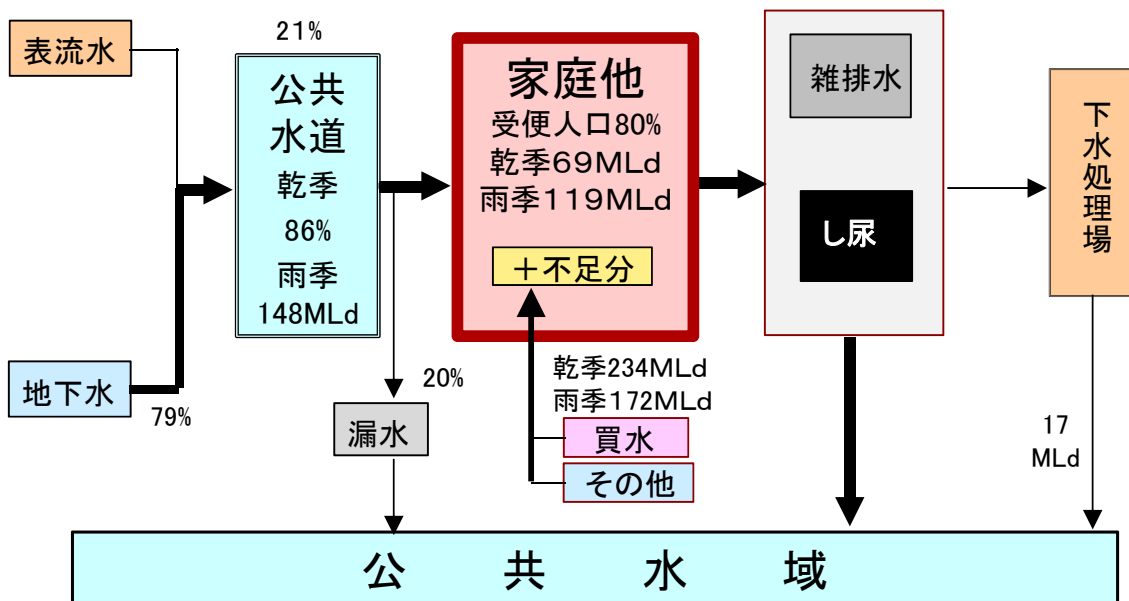 表流水
21%
公共
水道
乾季
86%
雨季
148MLd
家庭他
受便人口80%
乾季69MLd
雨季119MLd
+不足分
雑排水
し尿
下水処理場
地下水
79%
20%
漏水
乾季234MLd
雨季172MLd
買水
その他
17
MLd
公共水域